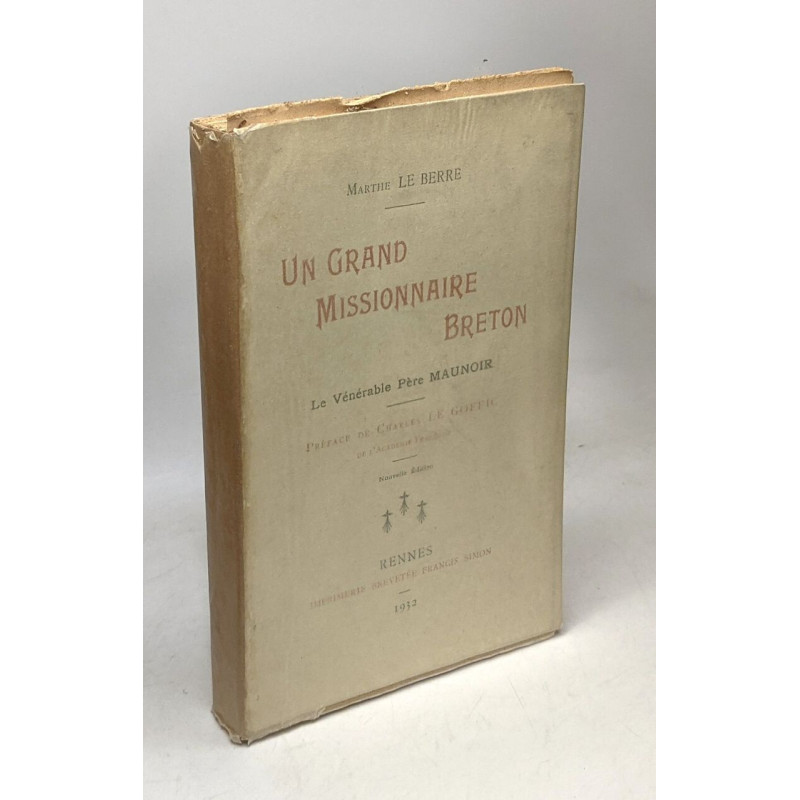 MARTHE LE BERRE
UN GRAND
MISSIONNAIRE
BRETON
Le Vénérable Père MAUNOIR
PRÉFACE DE CHARLES LE GOFFIC
DE L'ACADÉMIE FRANÇAISE
Nouvelle Édition
RENNES
IMPRIMERIE BREVETÉE FRANCIS SIMON
1932